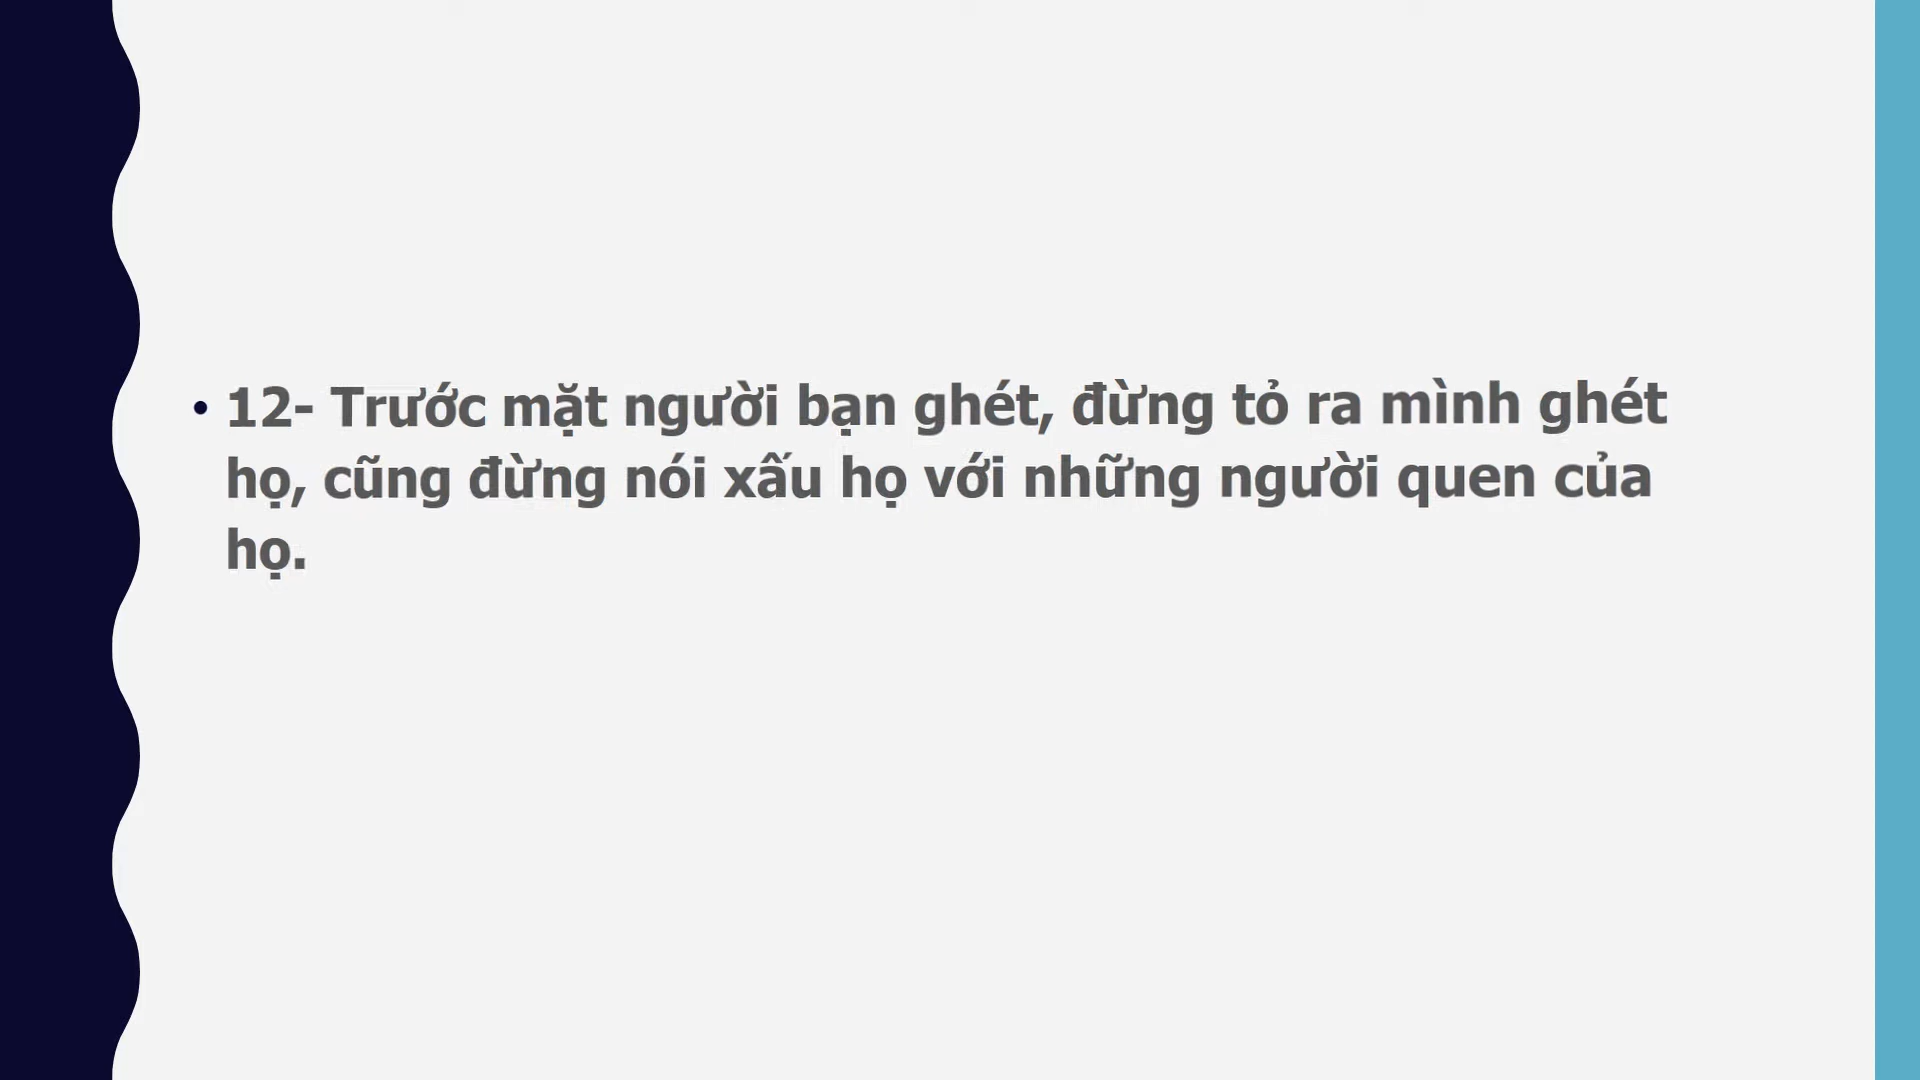 • 12- Trước mặt người bạn ghét, đừng tỏ ra mình ghét
họ, cũng đừng nói xấu họ với những người quen của
họ.